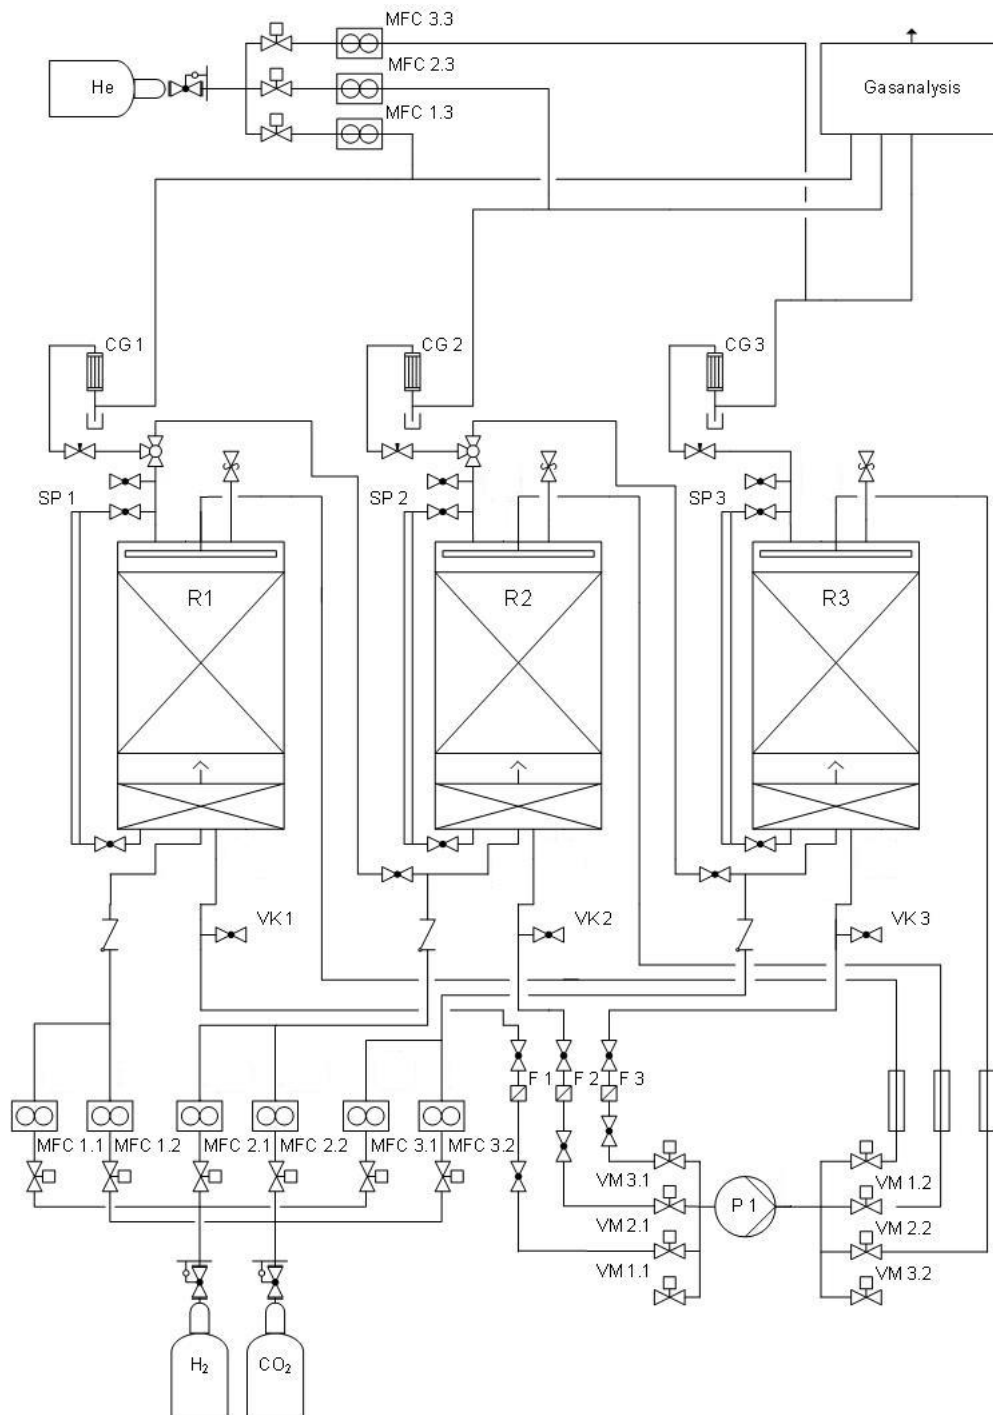 MFC 3.3
He
MFC 2.3
Gasanalysis
MFC 1.3
CG 1
CG 2
CG 3
SP 1
SP 2
SP 3
R1
R2
R3
VK 1
VK 2
VK 3
F 1
F 2
F 3
MFC 1.1
MFC 1.2
MFC 2.1
MFC 2.2
MFC 3.1
MFC 3.2
VM 3.1
P 1
VM 1.2
VM 2.1
VM 2.2
VM 1.1
VM 3.2
H₂
CO₂